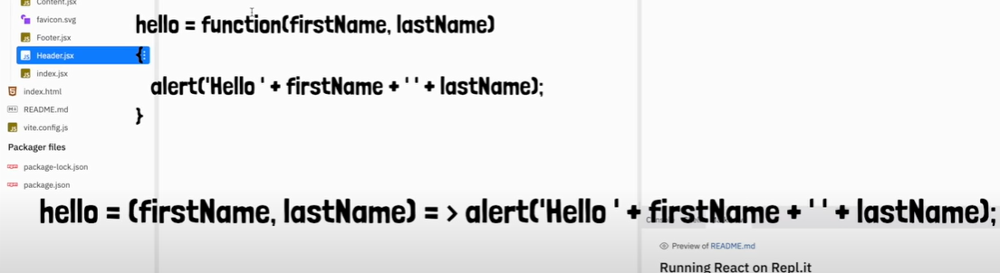 Content.jsx
favicon.svg
Footer.jsx
Header.jsx
index.jsx
index.html
README.md
vite.config.js
Packager files
package-lock.json
package.json
hello = function(firstName, lastName)
{
alert('Hello ' + firstName + ' ' + lastName);
}
hello = (firstName, lastName) = > alert('Hello ' + firstName + ' ' + lastName);
Preview of README.md
Running React on Repl.it